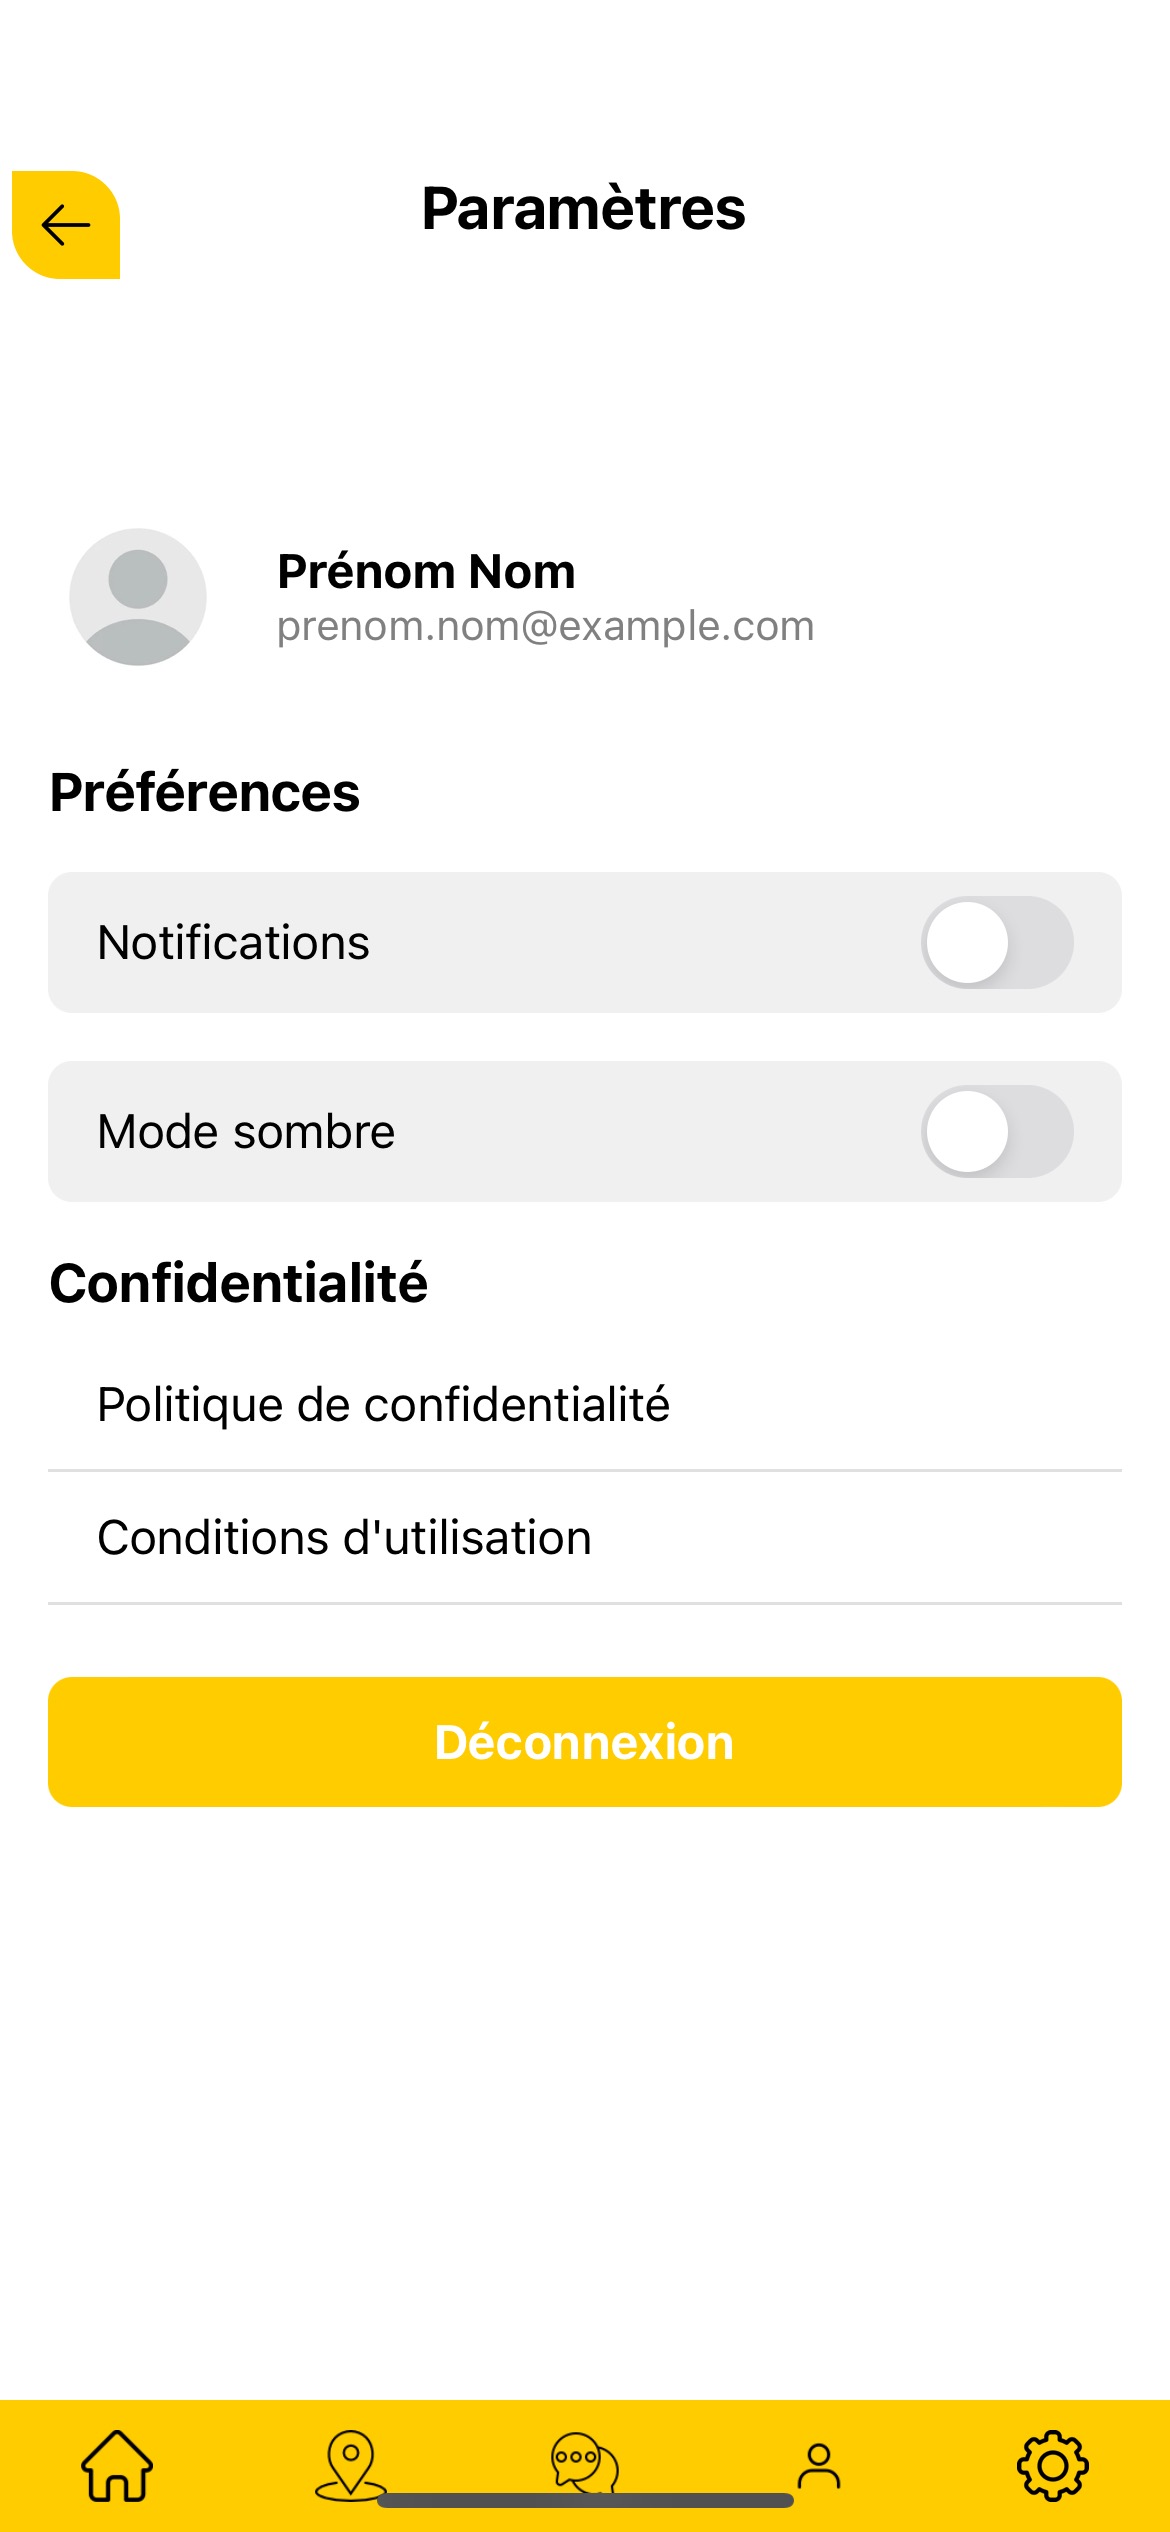 Paramètres
Prénom Nom
prenom.nom@example.com
Préférences
Notifications
Mode sombre
Confidentialité
Politique de confidentialité
Conditions d'utilisation
Déconnexion